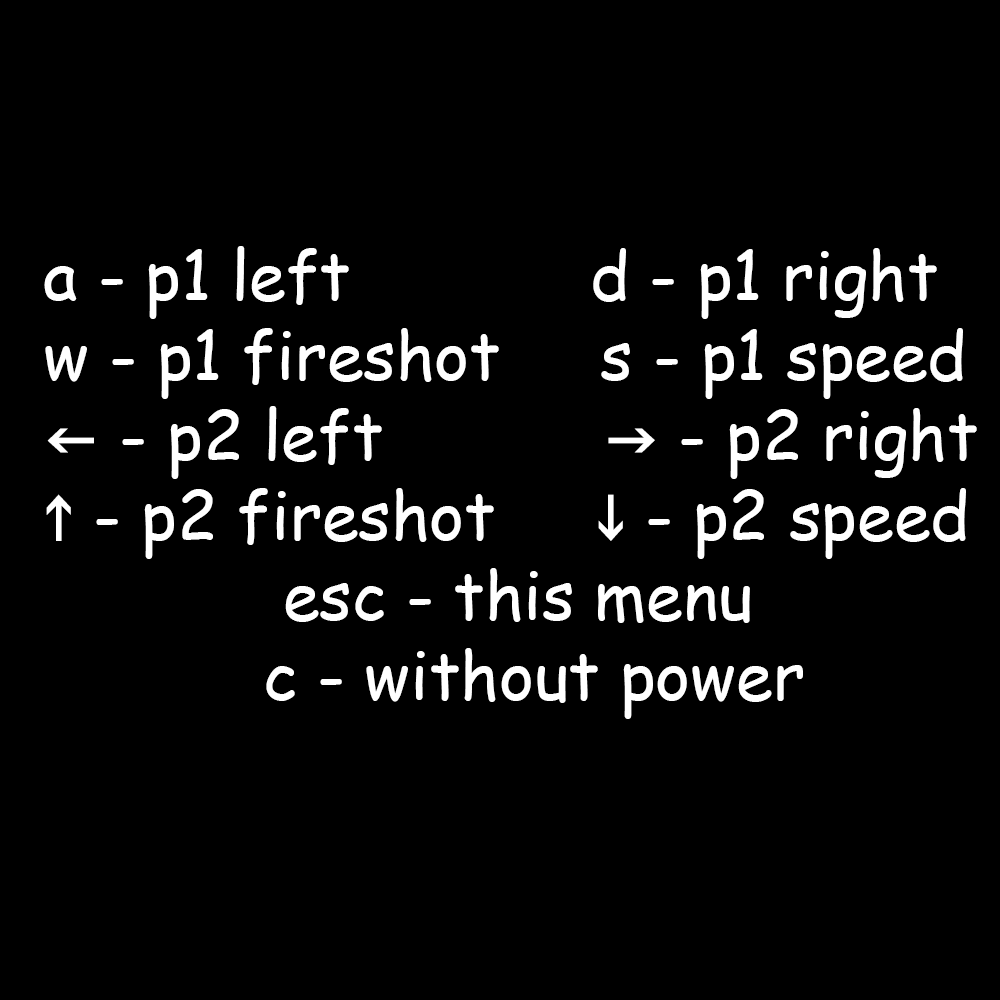 a - p1 left d - p1 right
w - p1 fireshot s - p1 speed
← - p2 left → - p2 right
↑ - p2 fireshot ↓ - p2 speed
esc - this menu
c - without power